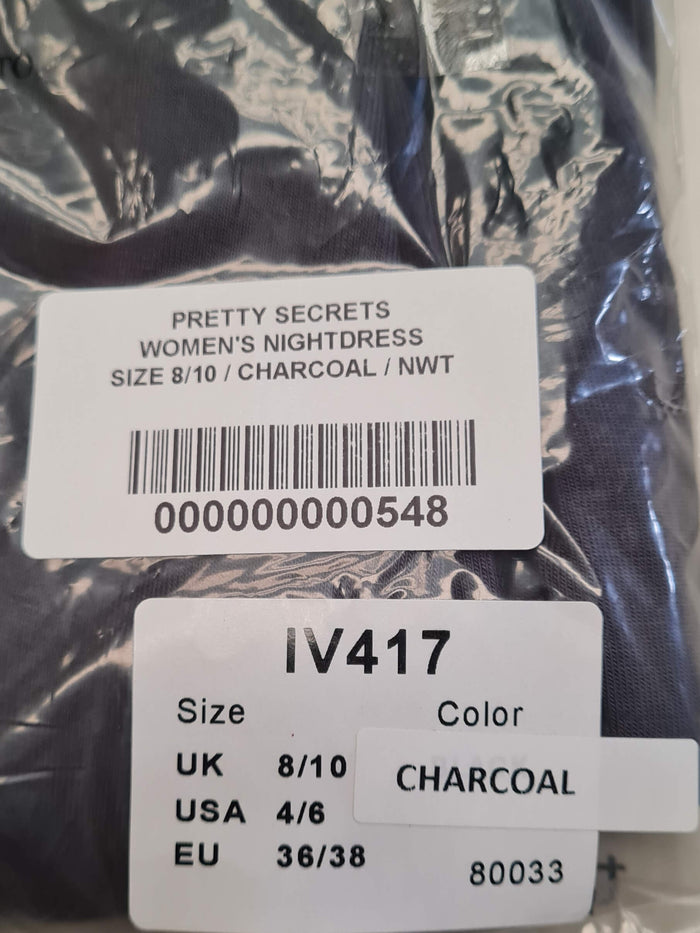 PRETTY SECRETS
WOMEN'S NIGHTDRESS
SIZE 8/10 / CHARCOAL / NWT
000000000548
IV417
Size Color
UK 8/10 CHARCOAL
USA 4/6
EU 36/38
80033